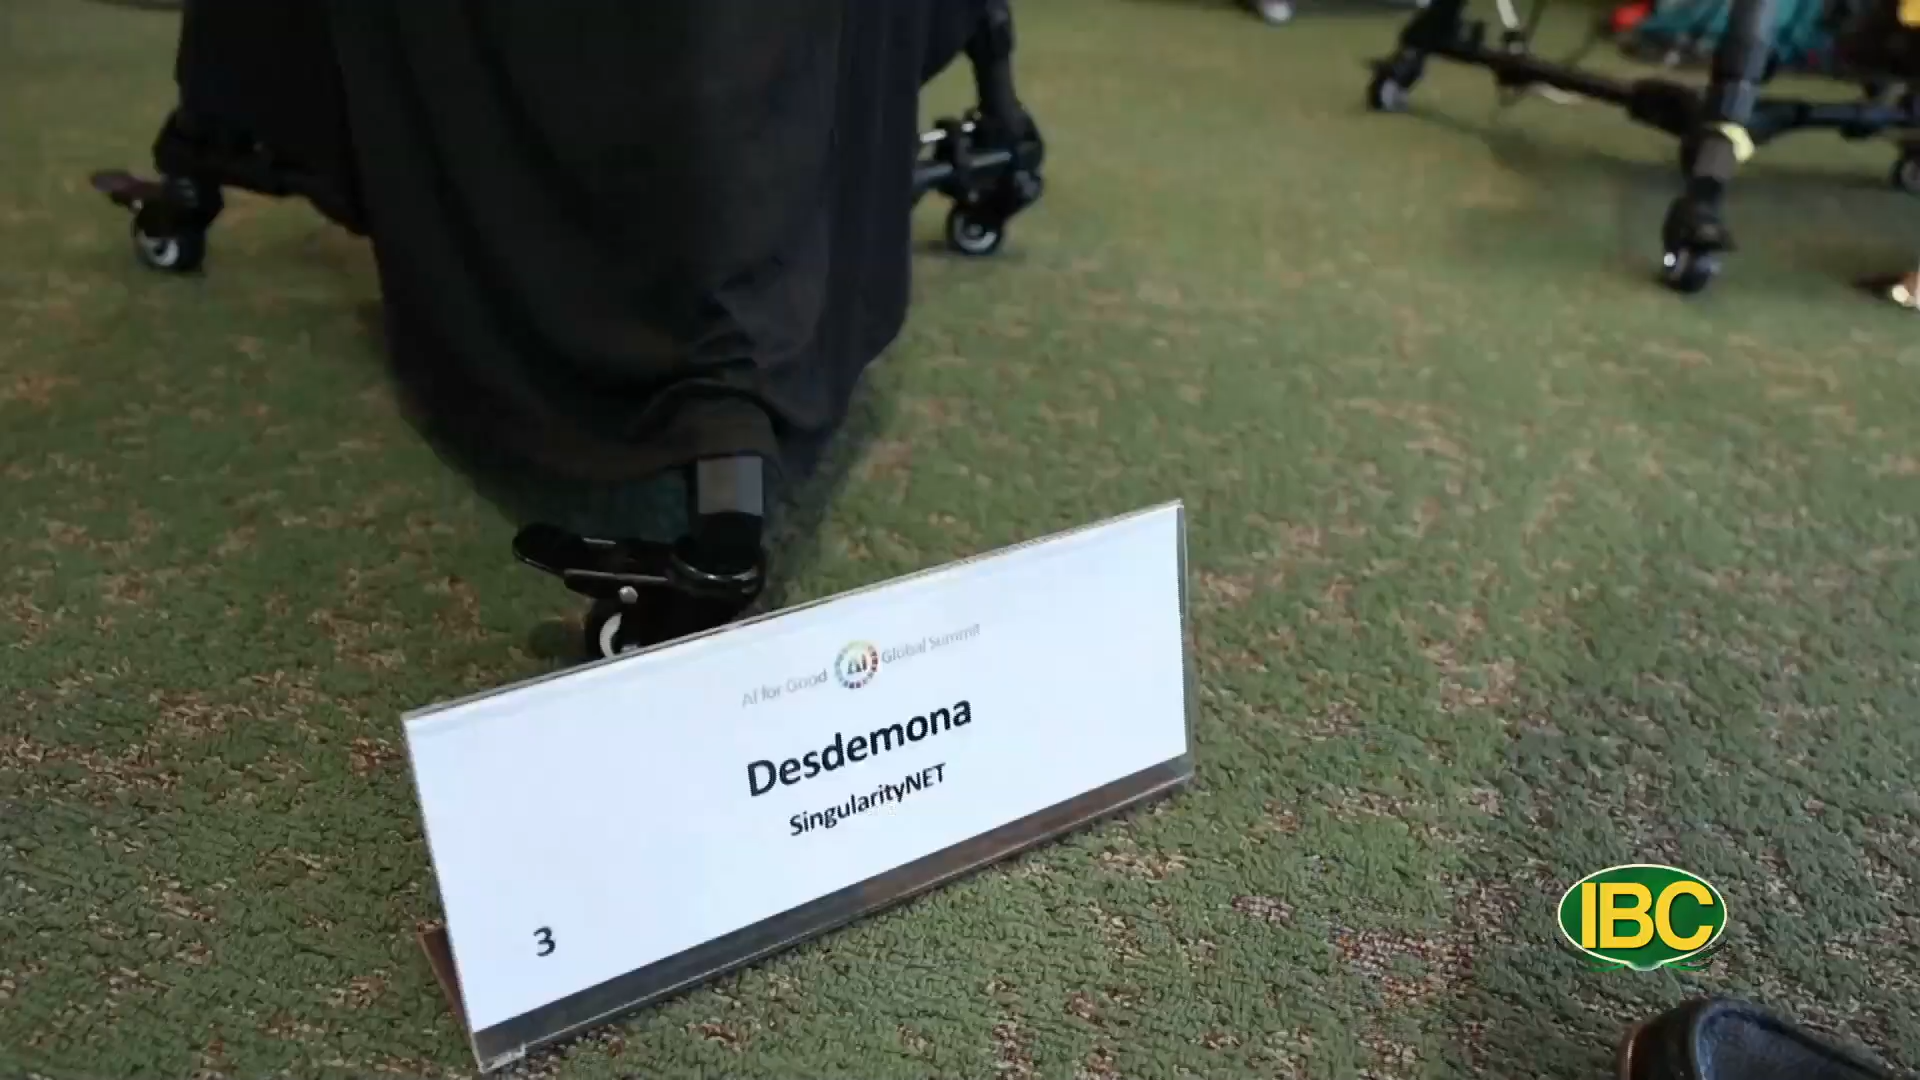 AI for Good AI Global Summit
Desdemona
SingularityNET
3
IBC